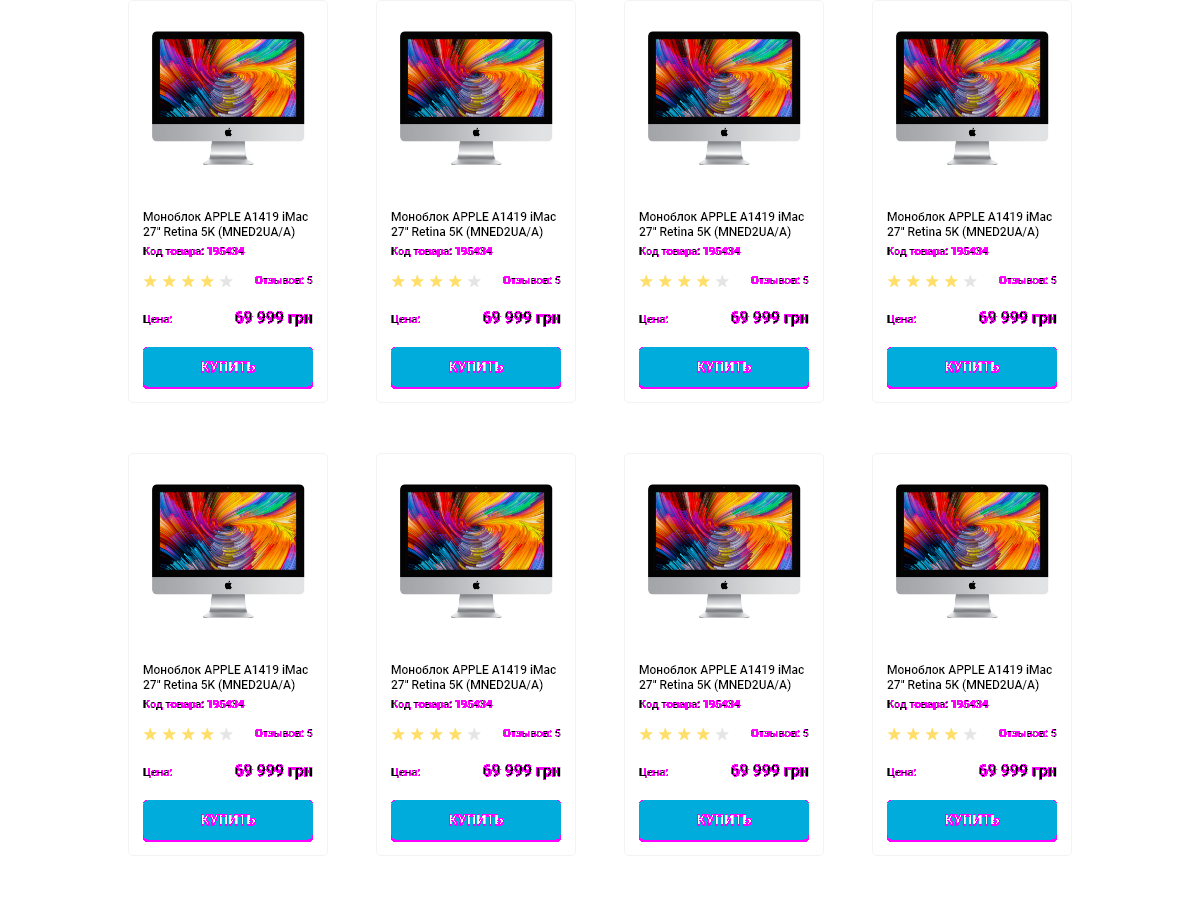 Моноблок APPLE A1419 iMac
27" Retina 5K (MNED2UA/A)
Код товара: 195434
Отзывов: 5
Цена: 69 999 грн
КУПИТЬ
Моноблок APPLE A1419 iMac
27" Retina 5K (MNED2UA/A)
Код товара: 195434
Отзывов: 5
Цена: 69 999 грн
КУПИТЬ
Моноблок APPLE A1419 iMac
27" Retina 5K (MNED2UA/A)
Код товара: 195434
Отзывов: 5
Цена: 69 999 грн
КУПИТЬ
Моноблок APPLE A1419 iMac
27" Retina 5K (MNED2UA/A)
Код товара: 195434
Отзывов: 5
Цена: 69 999 грн
КУПИТЬ
Моноблок APPLE A1419 iMac
27" Retina 5K (MNED2UA/A)
Код товара: 195434
Отзывов: 5
Цена: 69 999 грн
КУПИТЬ
Моноблок APPLE A1419 iMac
27" Retina 5K (MNED2UA/A)
Код товара: 195434
Отзывов: 5
Цена: 69 999 грн
КУПИТЬ
Моноблок APPLE A1419 iMac
27" Retina 5K (MNED2UA/A)
Код товара: 195434
Отзывов: 5
Цена: 69 999 грн
КУПИТЬ
Моноблок APPLE A1419 iMac
27" Retina 5K (MNED2UA/A)
Код товара: 195434
Отзывов: 5
Цена: 69 999 грн
КУПИТЬ